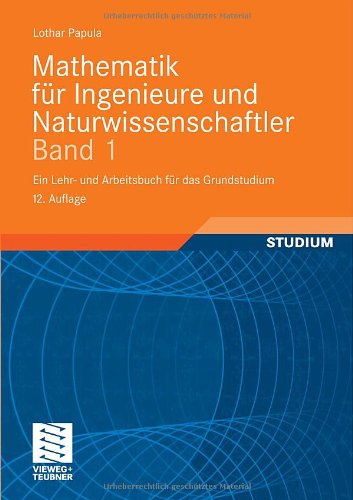 Urheberrechtlich geschütztes Material
Lothar Papula
Mathematik
für Ingenieure und
Naturwissenschaftler
Band 1
Ein Lehr- und Arbeitsbuch für das Grundstudium
12. Auflage
STUDIUM
VIEWEG+
TEUBNER
Urheberrechtlich geschütztes Material